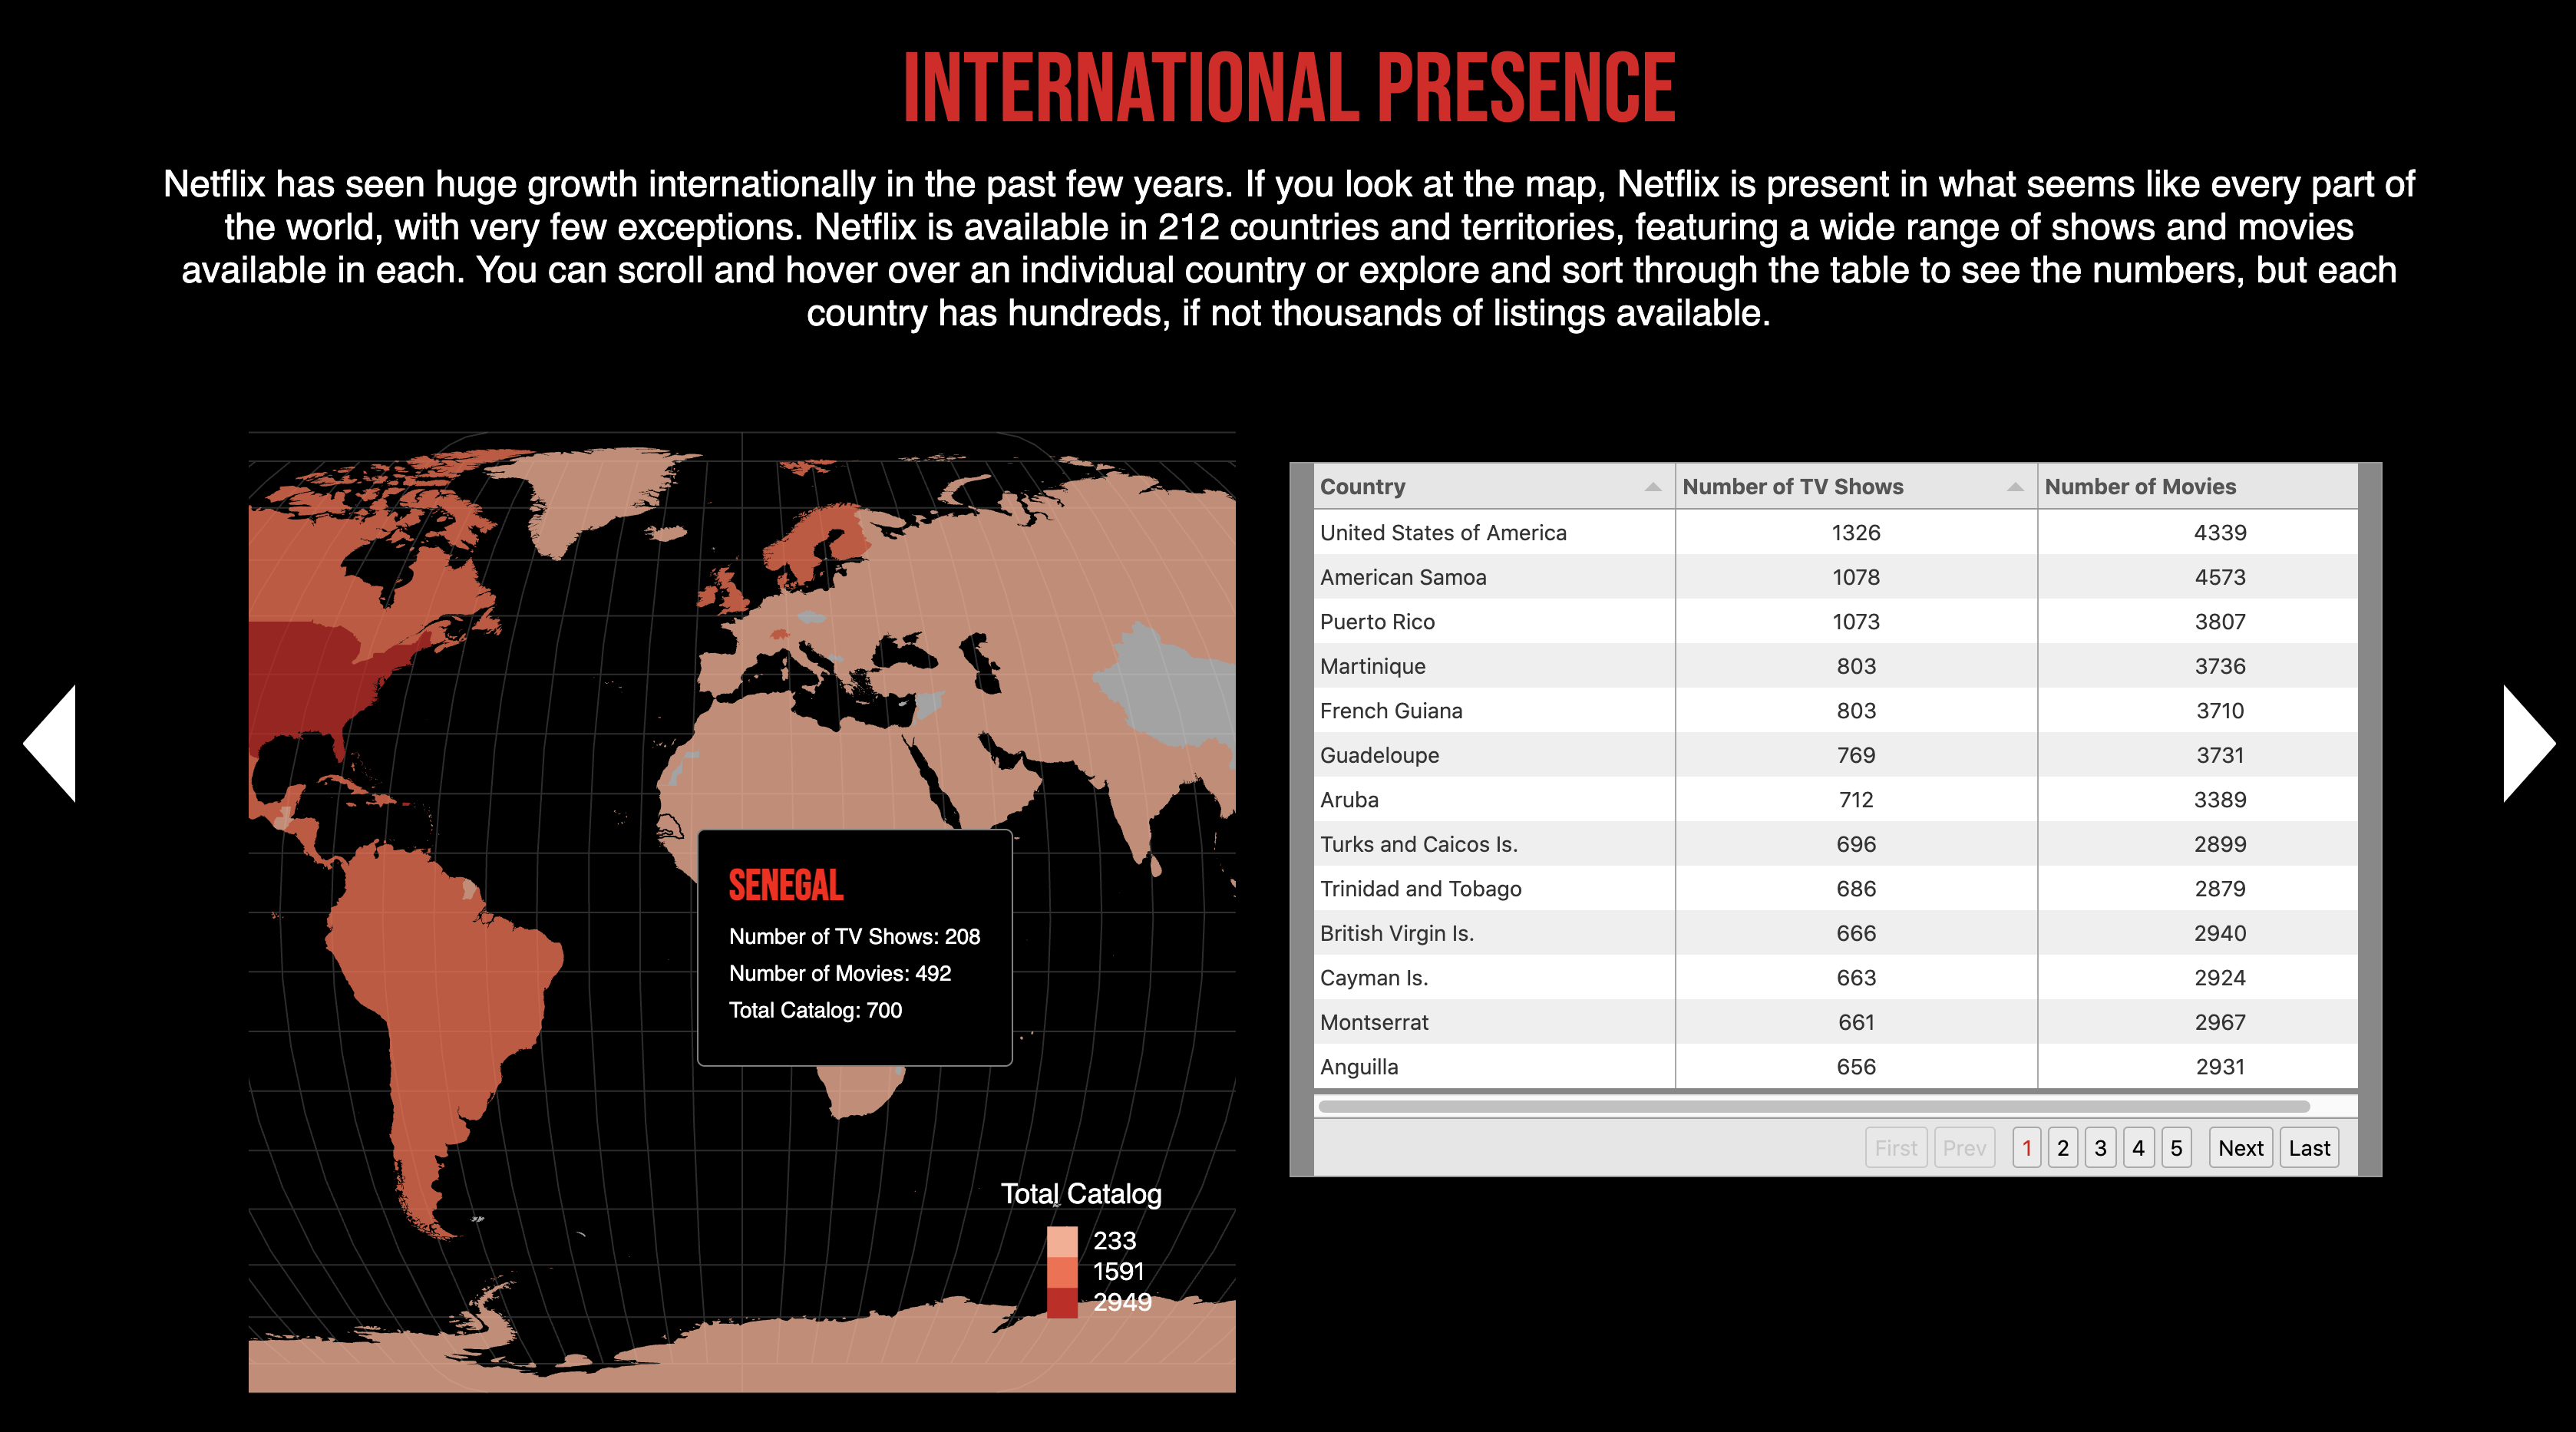 INTERNATIONAL PRESENCE
Netflix has seen huge growth internationally in the past few years. If you look at the map, Netflix is present in what seems like every part of
the world, with very few exceptions. Netflix is available in 212 countries and territories, featuring a wide range of shows and movies
available in each. You can scroll and hover over an individual country or explore and sort through the table to see the numbers, but each
country has hundreds, if not thousands of listings available.
SENEGAL
Number of TV Shows: 208
Number of Movies: 492
Total Catalog: 700
Total Catalog
233
1591
2949
Country Number of TV Shows Number of Movies
United States of America 1326 4339
American Samoa 1078 4573
Puerto Rico 1073 3807
Martinique 803 3736
French Guiana 803 3710
Guadeloupe 769 3731
Aruba 712 3389
Turks and Caicos Is. 696 2899
Trinidad and Tobago 686 2879
British Virgin Is. 666 2940
Cayman Is. 663 2924
Montserrat 661 2967
Anguilla 656 2931
First Prev 1 2 3 4 5 Next Last